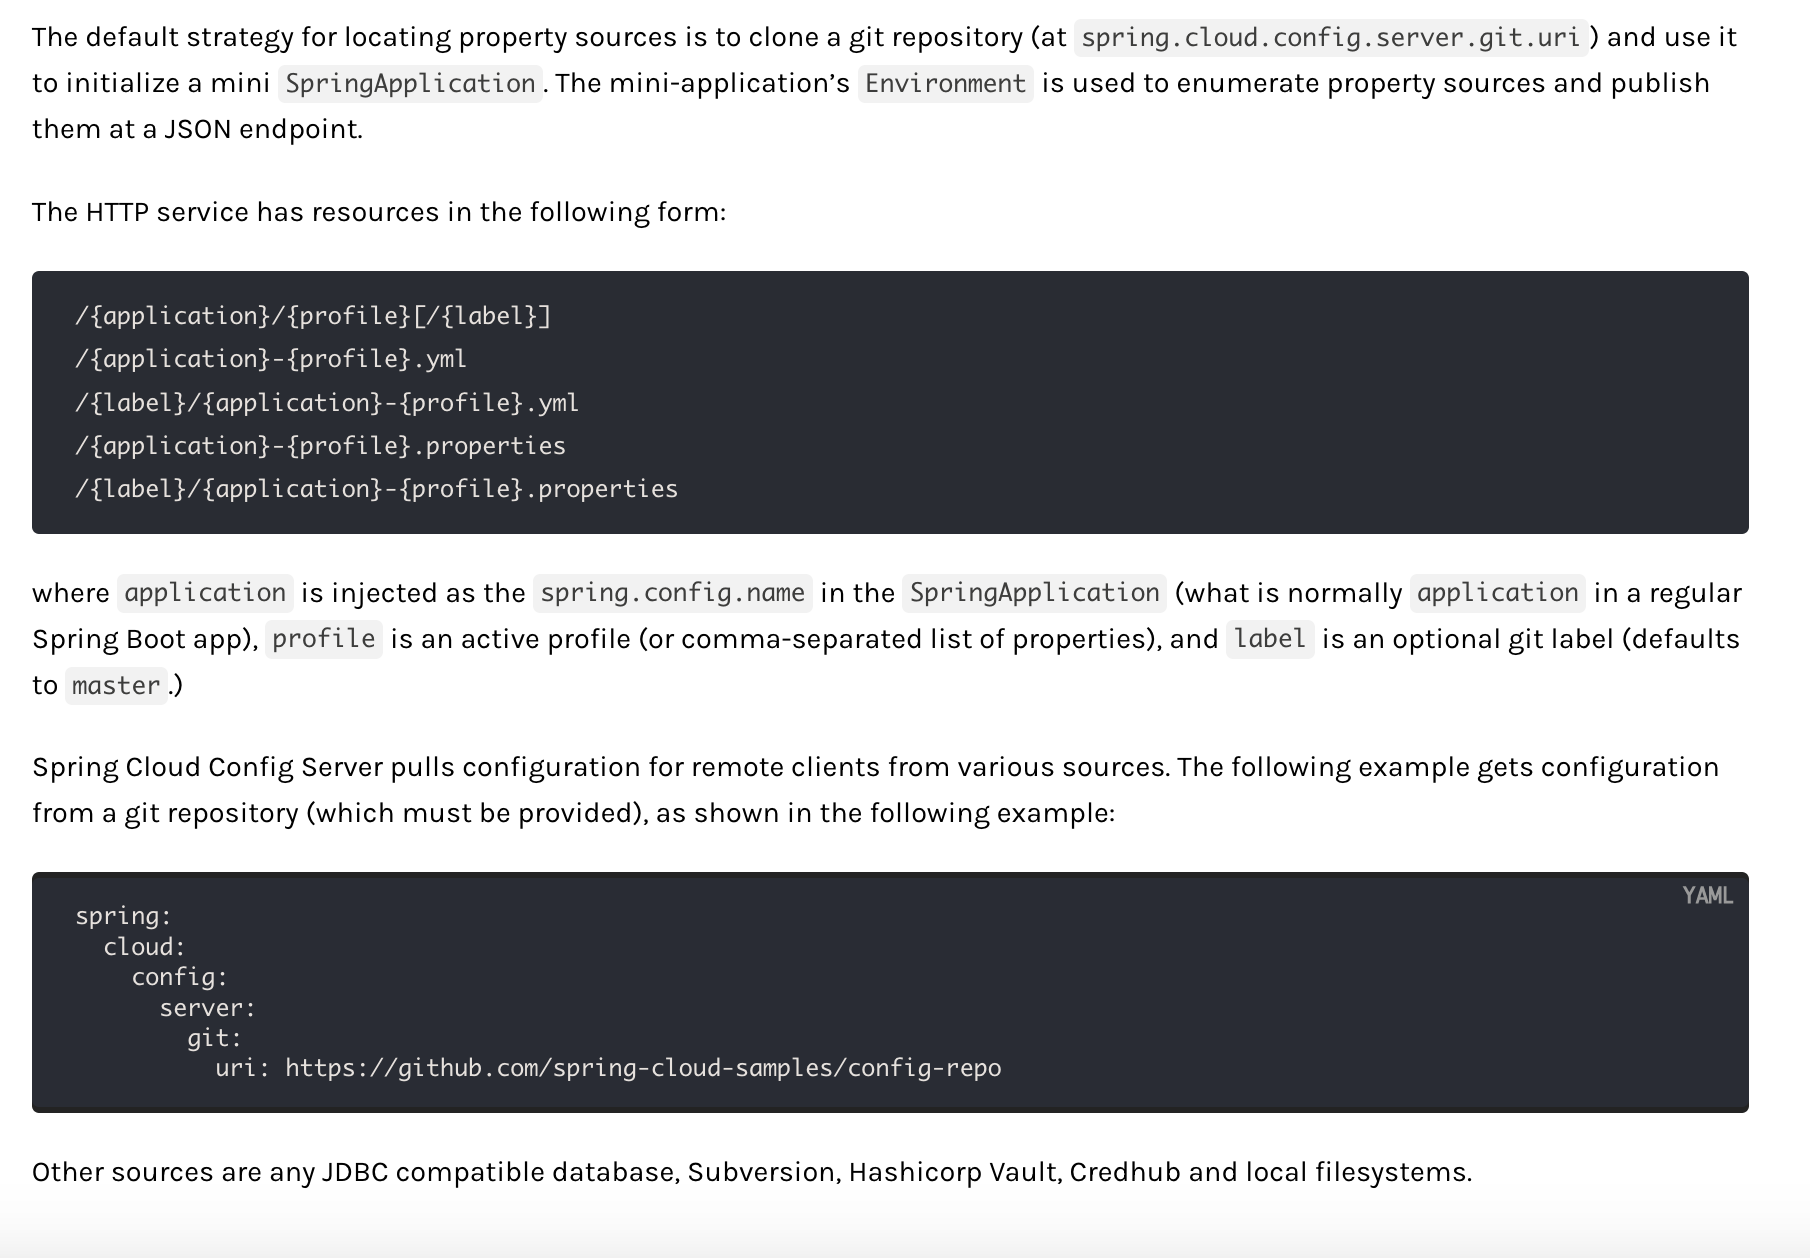 The default strategy for locating property sources is to clone a git repository (at spring.cloud.config.server.git.uri) and use it
to initialize a mini SpringApplication. The mini-application’s Environment is used to enumerate property sources and publish
them at a JSON endpoint.
The HTTP service has resources in the following form:
/{application}/{profile}[/{label}]
/{application}-{profile}.yml
/{label}/{application}-{profile}.yml
/{application}-{profile}.properties
/{label}/{application}-{profile}.properties
where application is injected as the spring.config.name in the SpringApplication (what is normally application in a regular
Spring Boot app), profile is an active profile (or comma-separated list of properties), and label is an optional git label (defaults
to master.)
Spring Cloud Config Server pulls configuration for remote clients from various sources. The following example gets configuration
from a git repository (which must be provided), as shown in the following example:
YAML
spring:
  cloud:
    config:
      server:
        git:
          uri: https://github.com/spring-cloud-samples/config-repo
Other sources are any JDBC compatible database, Subversion, Hashicorp Vault, Credhub and local filesystems.